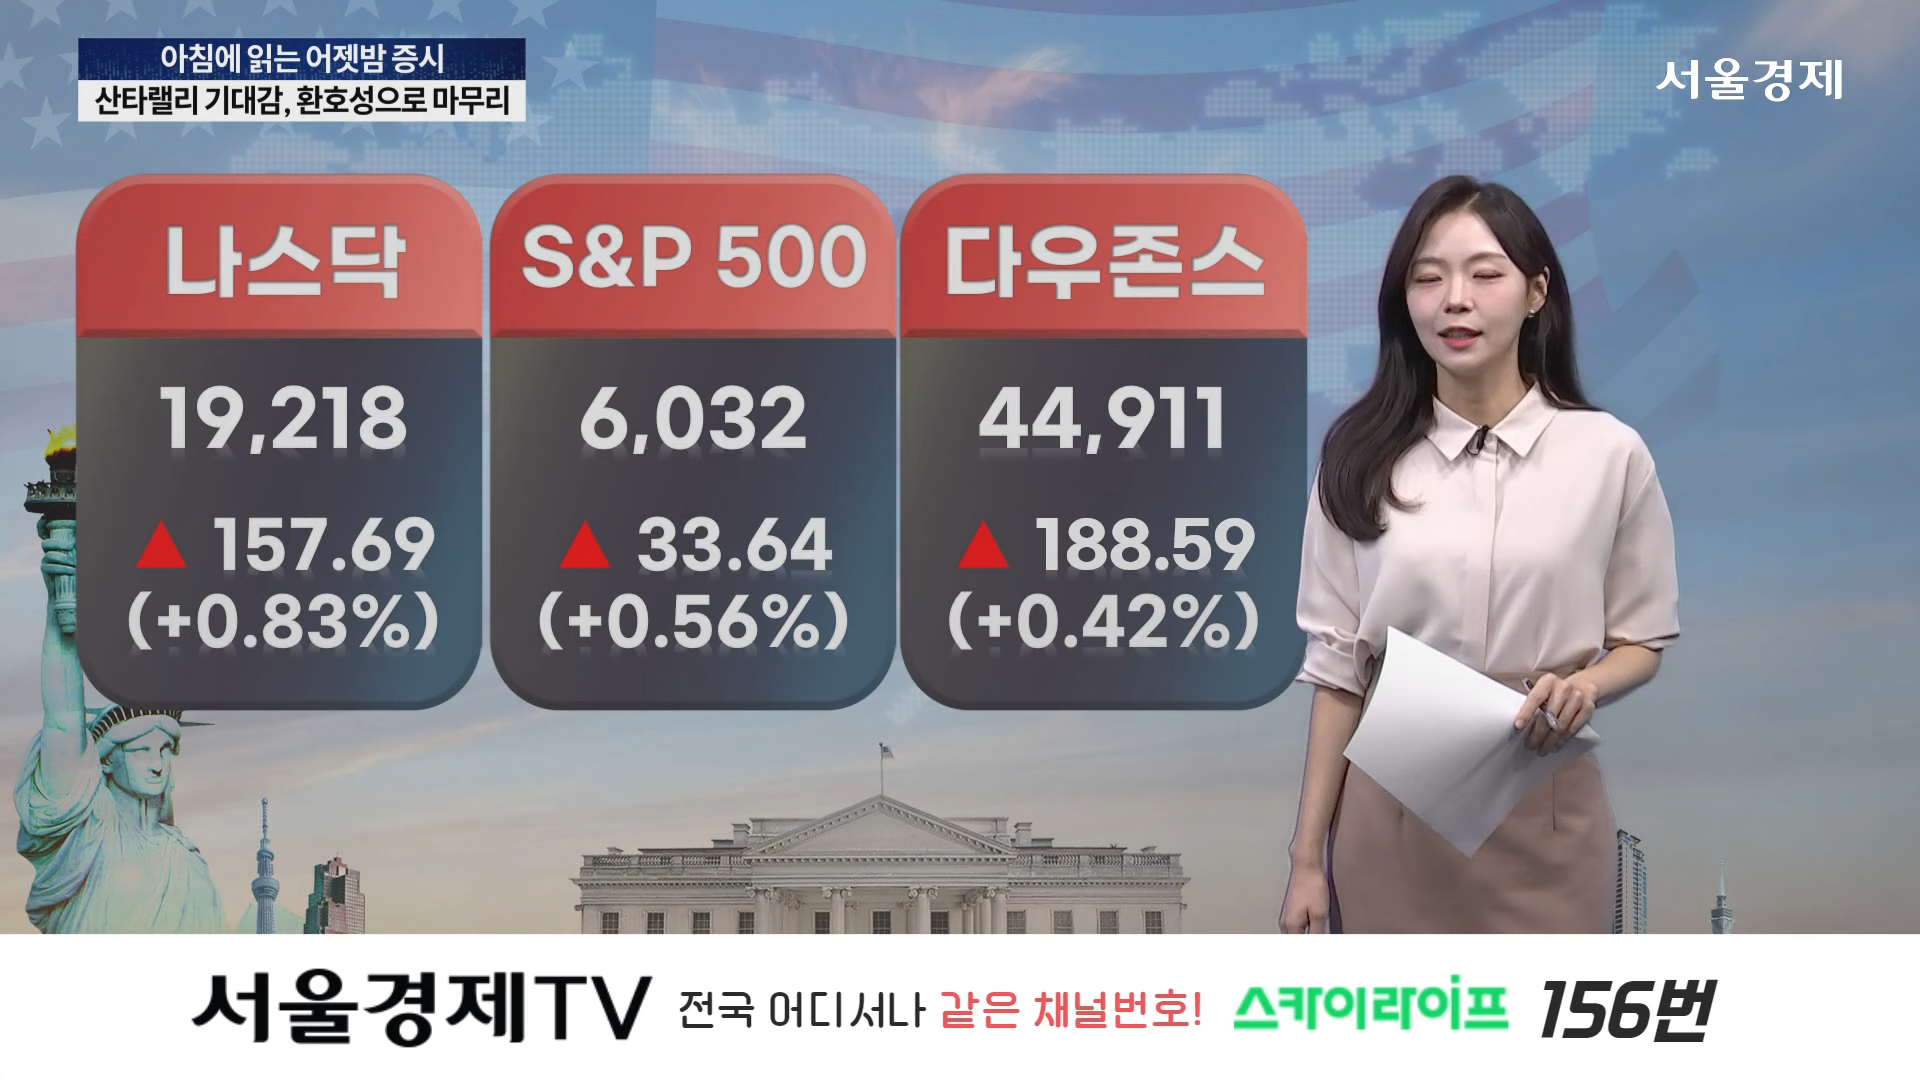 아침에 읽는 어젯밤 증시
산타랠리 기대감, 환호성으로 마무리
서울경제
나스닥
19,218
▲ 157.69
(+0.83%)
S&P 500
6,032
▲ 33.64
(+0.56%)
다우존스
44,911
▲ 188.59
(+0.42%)
서울경제TV 전국 어디서나 같은 채널번호! 스카이라이프 156번